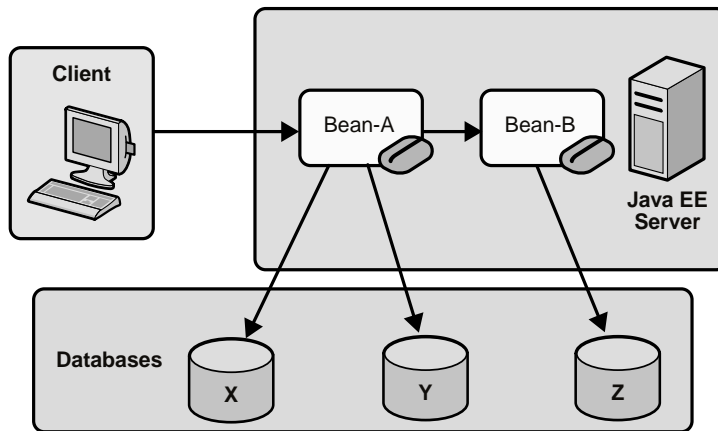 Client
Bean-A
Bean-B
Java EE
Server
Databases
X
Y
Z